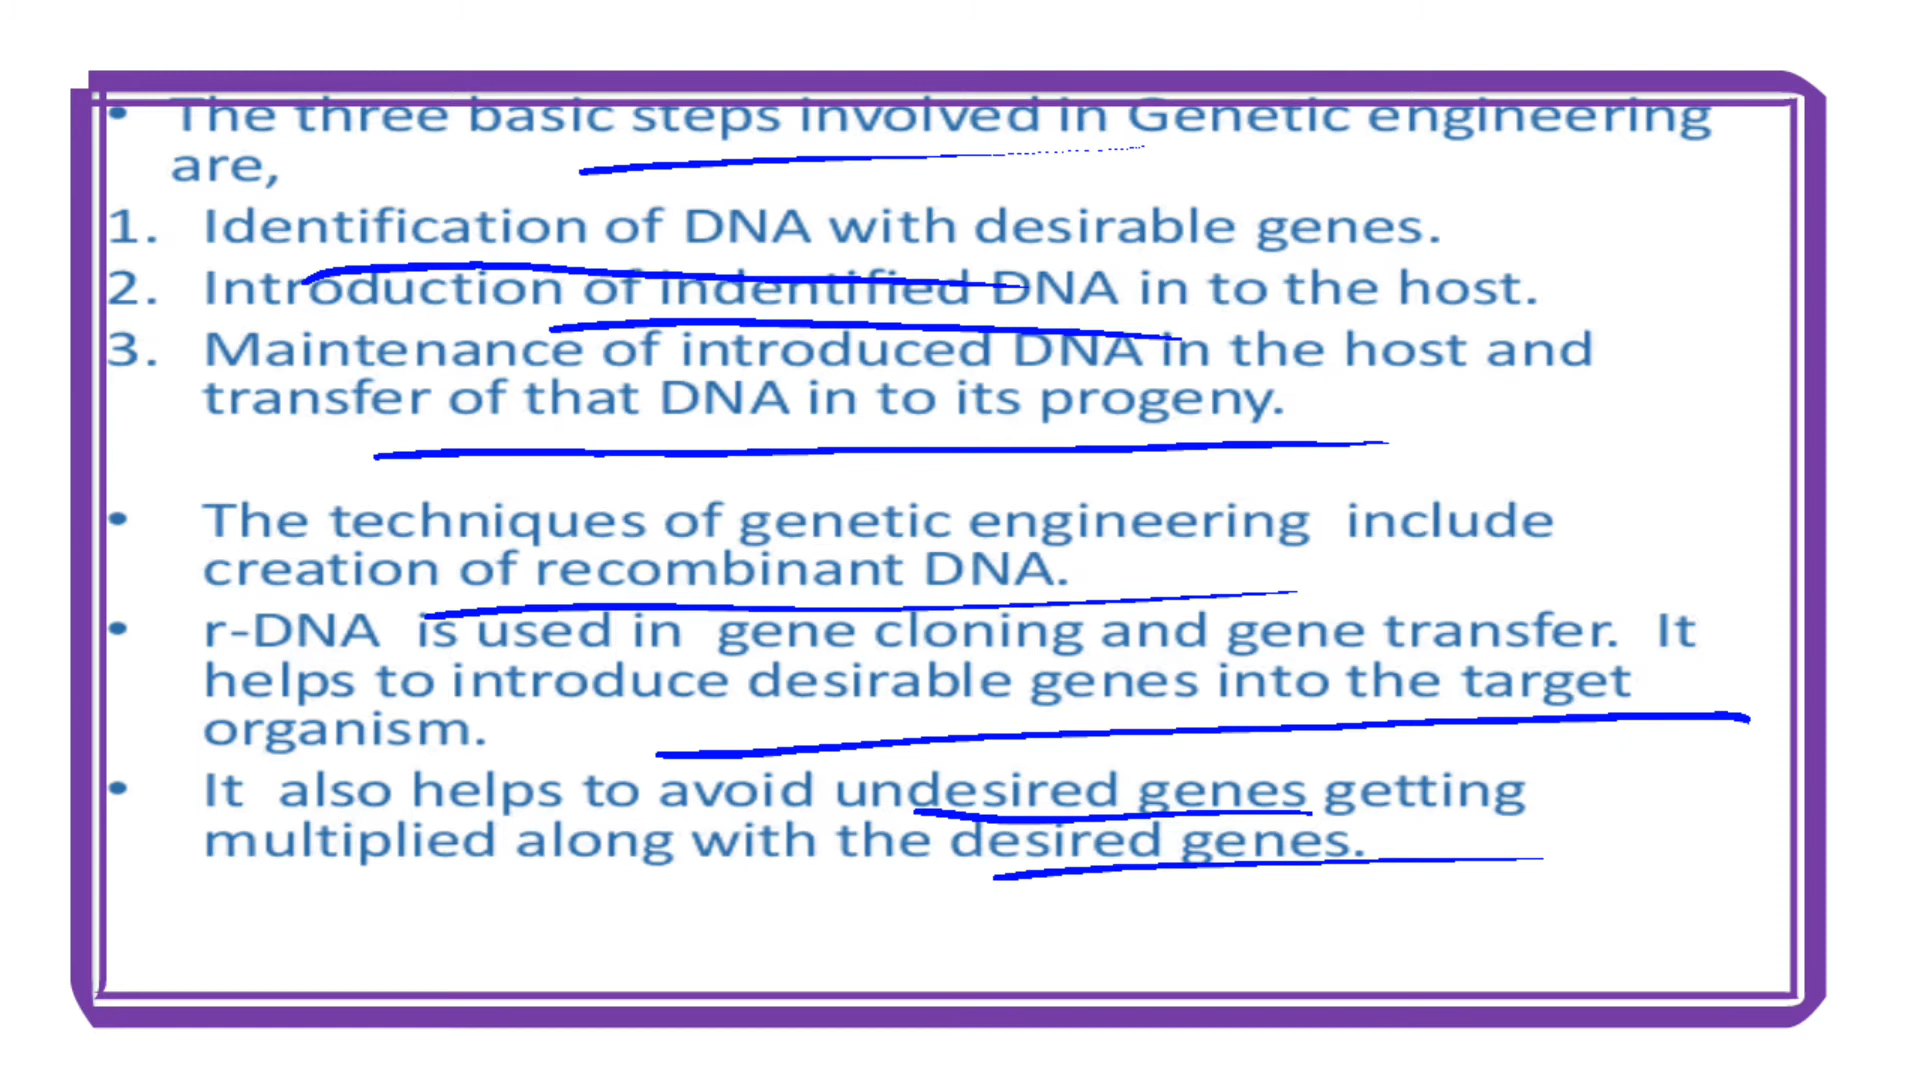 • The three basic steps involved in Genetic engineering
are,
1. Identification of DNA with desirable genes.
2. Introduction of indentified DNA in to the host.
3. Maintenance of introduced DNA in the host and
transfer of that DNA in to its progeny.
• The techniques of genetic engineering include
creation of recombinant DNA.
• r-DNA is used in gene cloning and gene transfer. It
helps to introduce desirable genes into the target
organism.
• It also helps to avoid undesired genes getting
multiplied along with the desired genes.